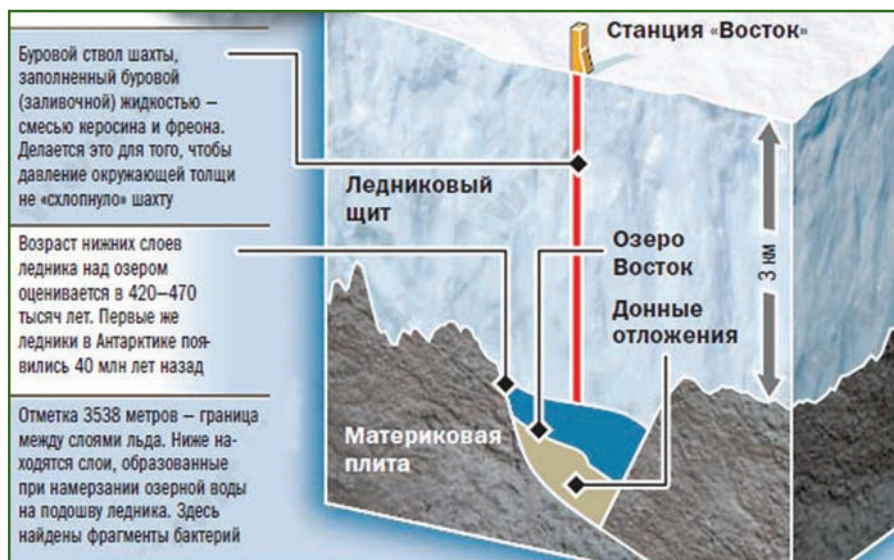 Буровой ствол шахты,
заполненный буровой
(заливочной) жидкостью –
смесью керосина и фреона.
Делается это для того, чтобы
давление окружающей толщи
не «схлопнуло» шахту
Возраст нижних слоев
ледника над озером
оценивается в 420–470
тысяч лет. Первые же
ледники в Антарктике поя-
вились 40 млн лет назад
Отметка 3538 метров – граница
между слоями льда. Ниже на-
ходятся слои, образованные
при намерзании озерной воды
на подошву ледника. Здесь
найдены фрагменты бактерий
Станция «Восток»
Ледниковый
щит
Озеро
Восток
3 км
Донные
отложения
Материковая
плита